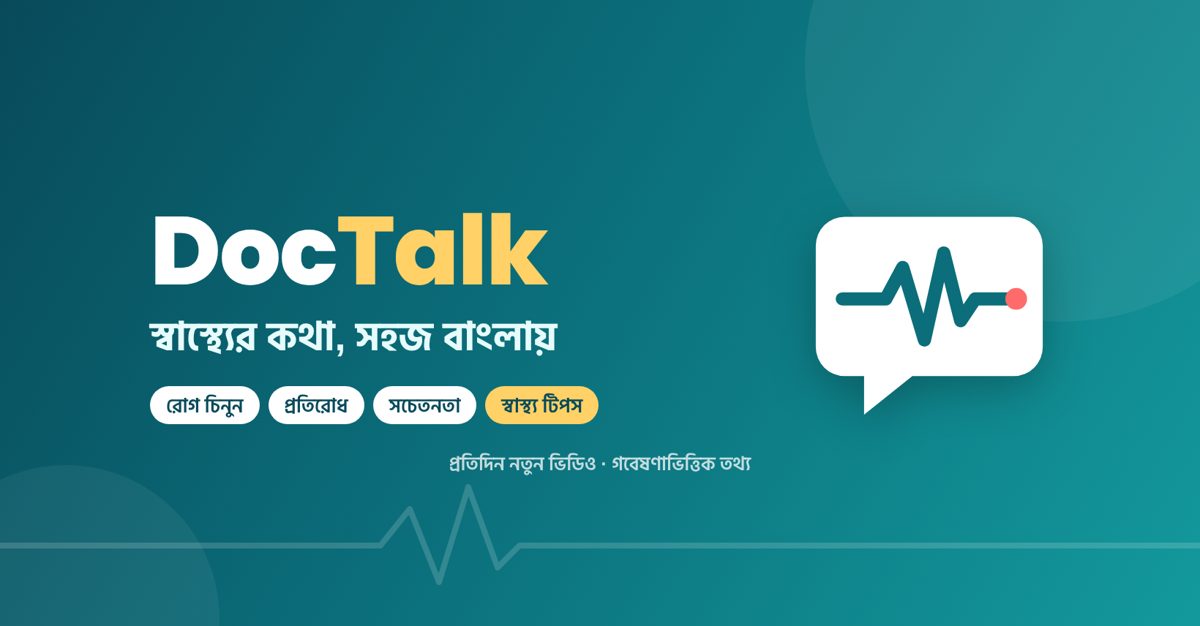 DocTalk
স্বাস্থ্যের কথা, সহজ বাংলায়
রোগ চিনুন প্রতিরোধ সচেতনতা স্বাস্থ্য টিপস
প্রতিদিন নতুন ভিডিও · গবেষণাভিত্তিক তথ্য